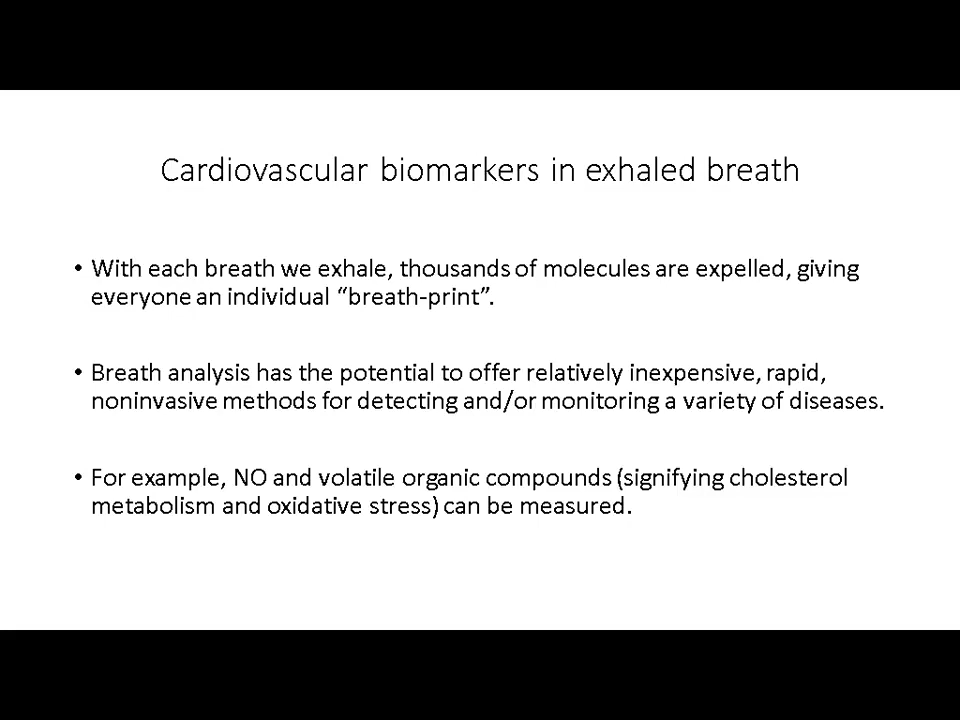 Cardiovascular biomarkers in exhaled breath
• With each breath we exhale, thousands of molecules are expelled, giving
everyone an individual “breath-print”.
• Breath analysis has the potential to offer relatively inexpensive, rapid,
noninvasive methods for detecting and/or monitoring a variety of diseases.
• For example, NO and volatile organic compounds (signifying cholesterol
metabolism and oxidative stress) can be measured.